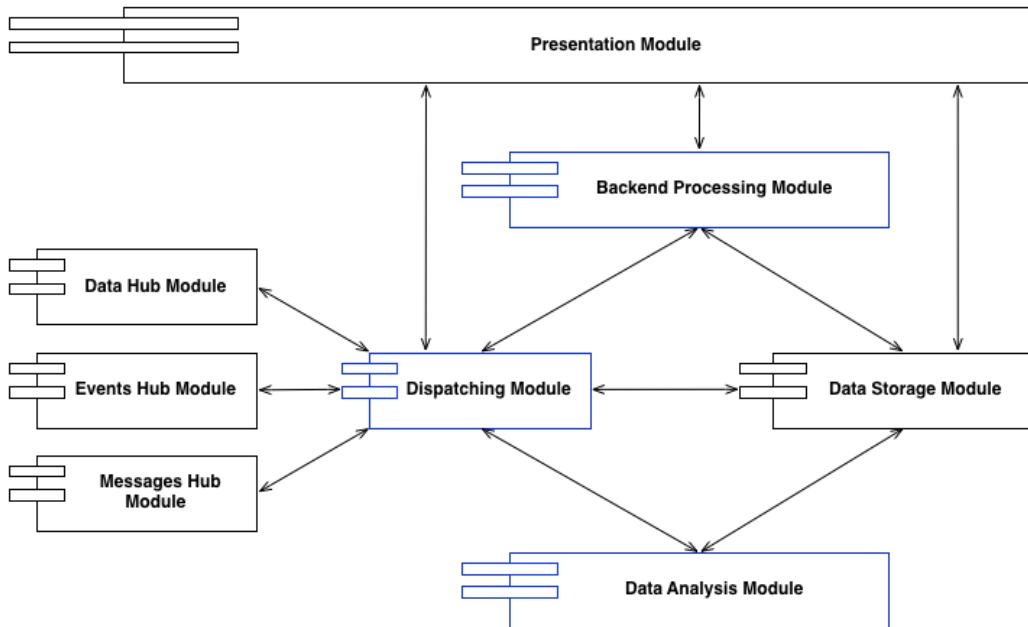 Presentation Module
Backend Processing Module
Data Hub Module
Events Hub Module
Dispatching Module
Data Storage Module
Messages Hub
Module
Data Analysis Module